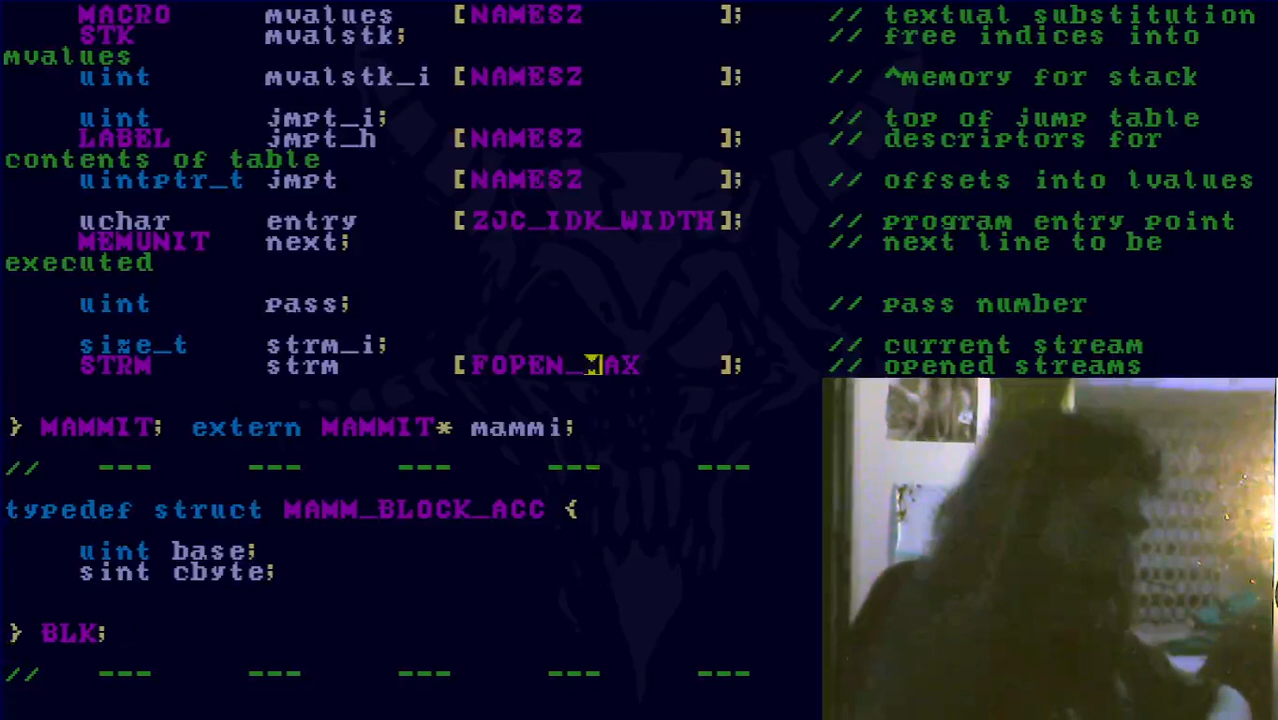 MACRO mvalues [NAMESZ ]; // textual substitution
STK mvalstk; // free indices into
mvalues
uint mvalstk_i [NAMESZ ]; // ^memory for stack
uint jmpt_i; // top of jump table
LABEL jmpt_h [NAMESZ ]; // descriptors for
contents of table
uintptr_t jmpt [NAMESZ ]; // offsets into lvalues
uchar entry [ZJC_IDK_WIDTH]; // program entry point
MEMUNIT next; // next line to be
executed
uint pass; // pass number
size_t strm_i; // current stream
STRM strm [FOPEN_MAX ]; // opened streams
} MAMMIT; extern MAMMIT* mammi;
// --- --- --- --- ---
typedef struct MAMM_BLOCK_ACC {
uint base;
sint cbyte;
} BLK;
// --- --- --- --- ---